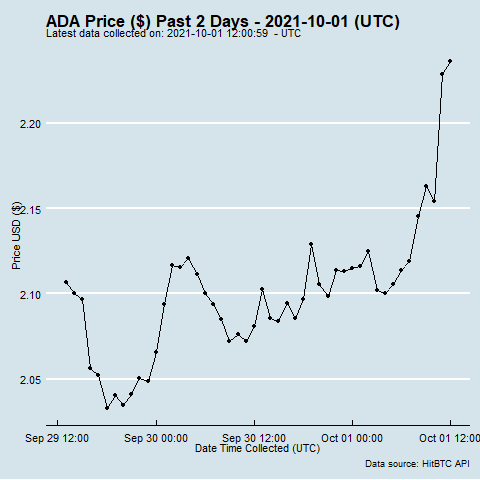 ADA Price ($) Past 2 Days - 2021-10-01 (UTC)
Latest data collected on: 2021-10-01 12:00:59 - UTC
Price USD ($)
2.20
2.15
2.10
2.05
Sep 29 12:00 Sep 30 00:00 Sep 30 12:00 Oct 01 00:00 Oct 01 12:00
Date Time Collected (UTC)
Data source: HitBTC API